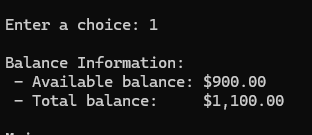 Enter a choice: 1
Balance Information:
- Available balance: $900.00
- Total balance: $1,100.00